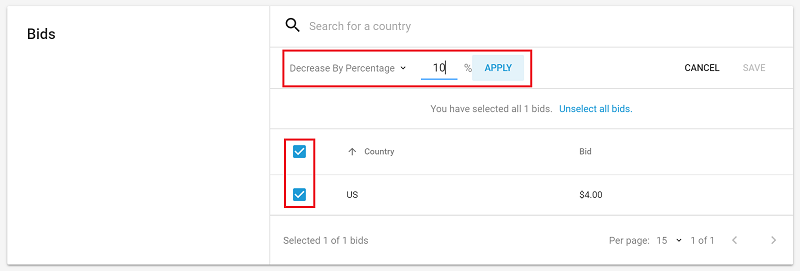 Bids
Search for a country
Decrease By Percentage 10 % APPLY CANCEL SAVE
You have selected all 1 bids. Unselect all bids.
Country Bid
US $4.00
Selected 1 of 1 bids Per page: 15 1 of 1